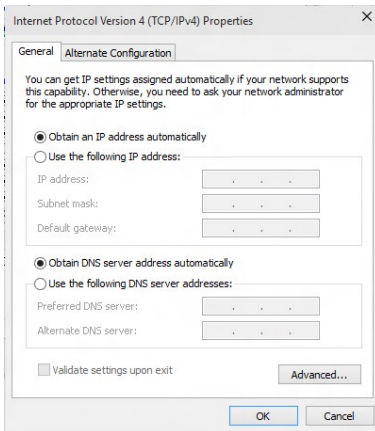 Internet Protocol Version 4 (TCP/IPv4) Properties
General
Alternate Configuration
You can get IP settings assigned automatically if your network supports
this capability. Otherwise, you need to ask your network administrator
for the appropriate IP settings.
Obtain an IP address automatically
Use the following IP address:
IP address:
Subnet mask:
Default gateway:
Obtain DNS server address automatically
Use the following DNS server addresses:
Preferred DNS server:
Alternate DNS server:
Validate settings upon exit
Advanced...
OK
Cancel